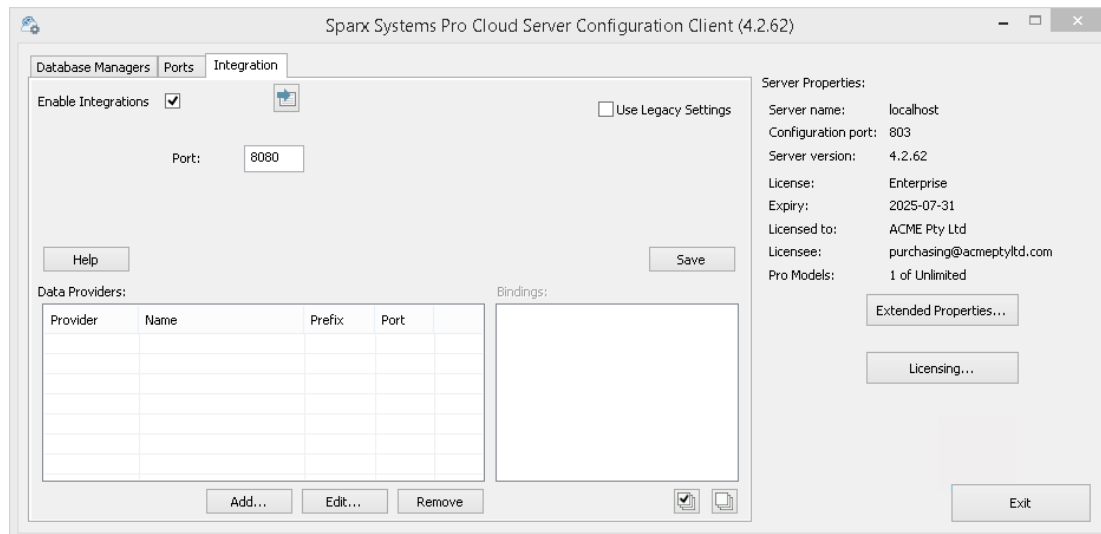 Sparx Systems Pro Cloud Server Configuration Client (4.2.62)
Database Managers Ports Integration
Enable Integrations
Use Legacy Settings
Port: 8080
Help Save
Data Providers: Bindings:
Provider Name Prefix Port
Add... Edit... Remove
Server Properties:
Server name: localhost
Configuration port: 803
Server version: 4.2.62
License: Enterprise
Expiry: 2025-07-31
Licensed to: ACME Pty Ltd
Licensee: purchasing@acmeptyltd.com
Pro Models: 1 of Unlimited
Extended Properties...
Licensing...
Exit